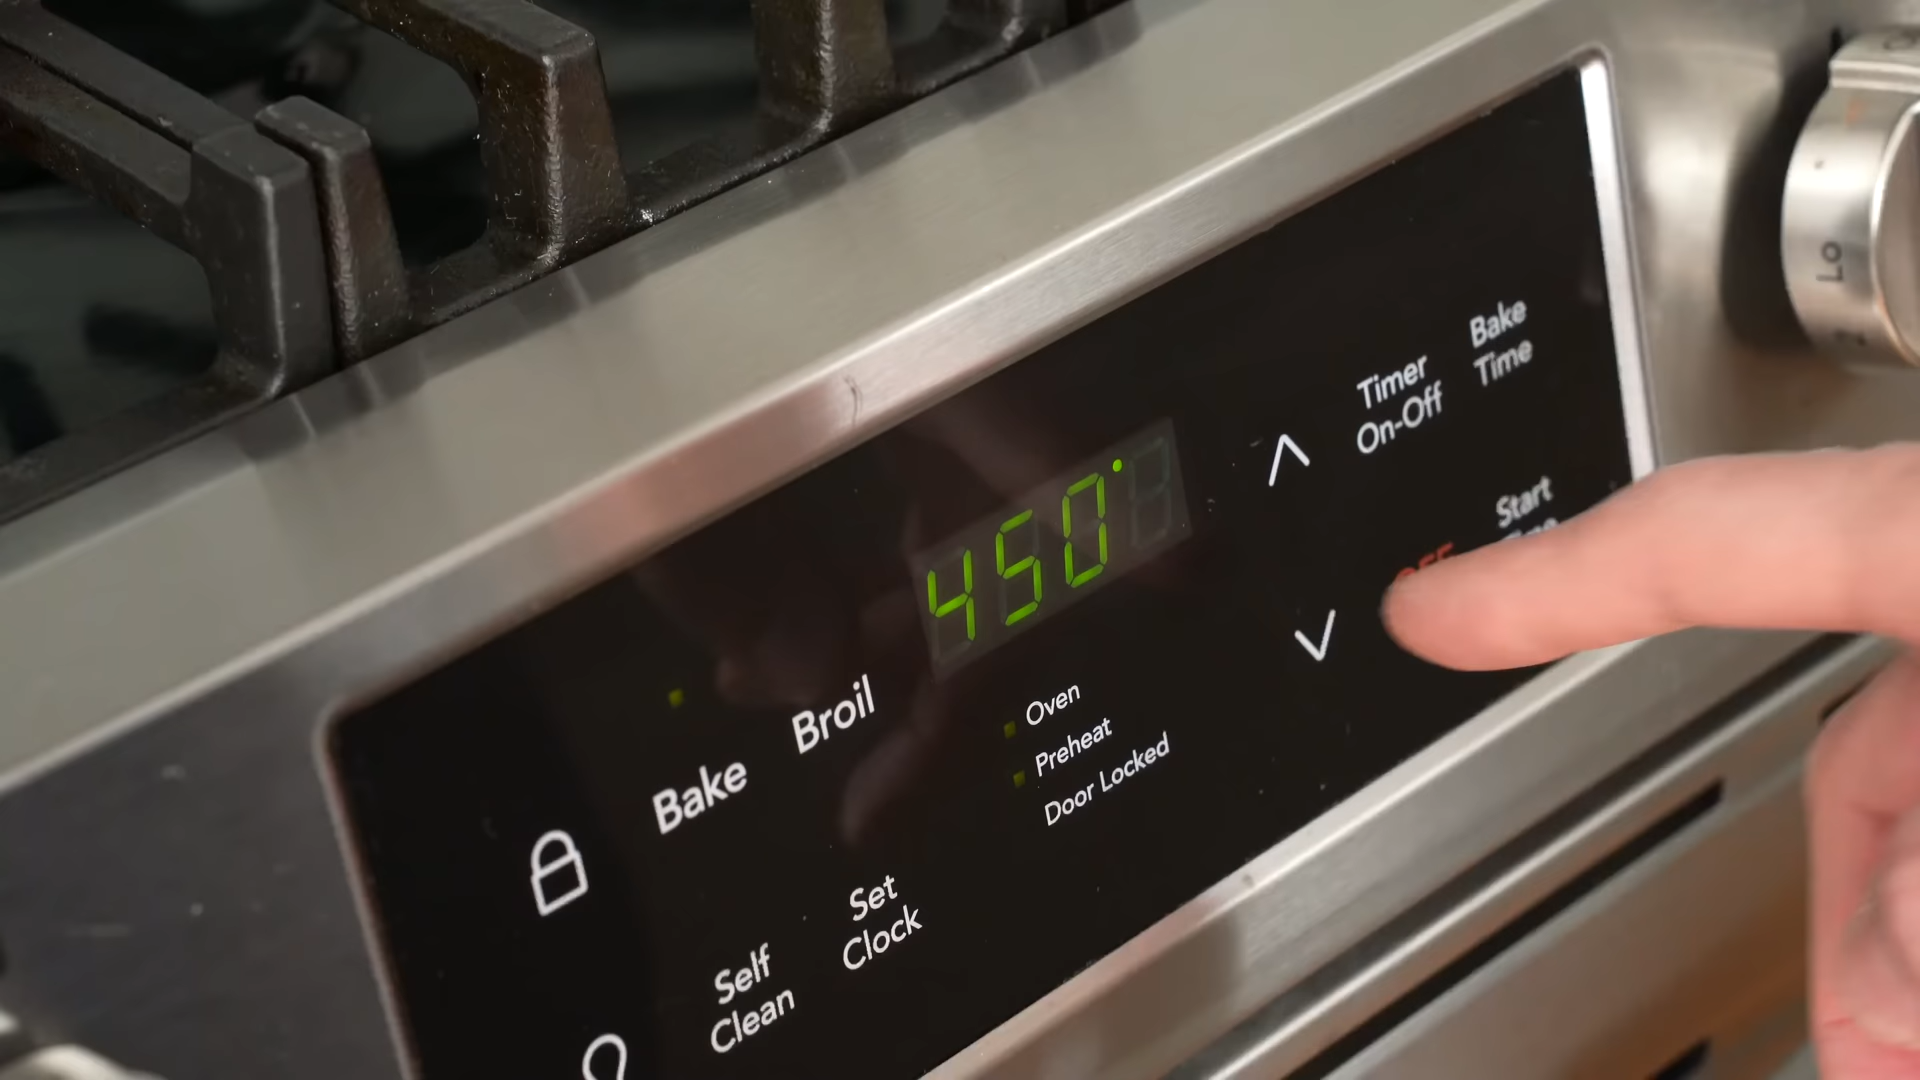 Bake
Time
Timer
On-Off
Start
450°
Oven
Preheat
Door Locked
Broil
Bake
Set
Clock
Self
Clean
Lo